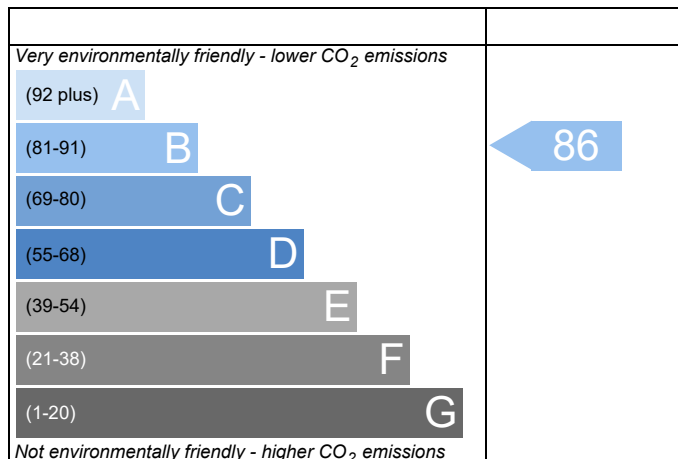 Very environmentally friendly - lower CO2 emissions
(92 plus) A
(81-91) B
86
(69-80) C
(55-68) D
(39-54) E
(21-38) F
(1-20) G
Not environmentally friendly - higher CO2 emissions